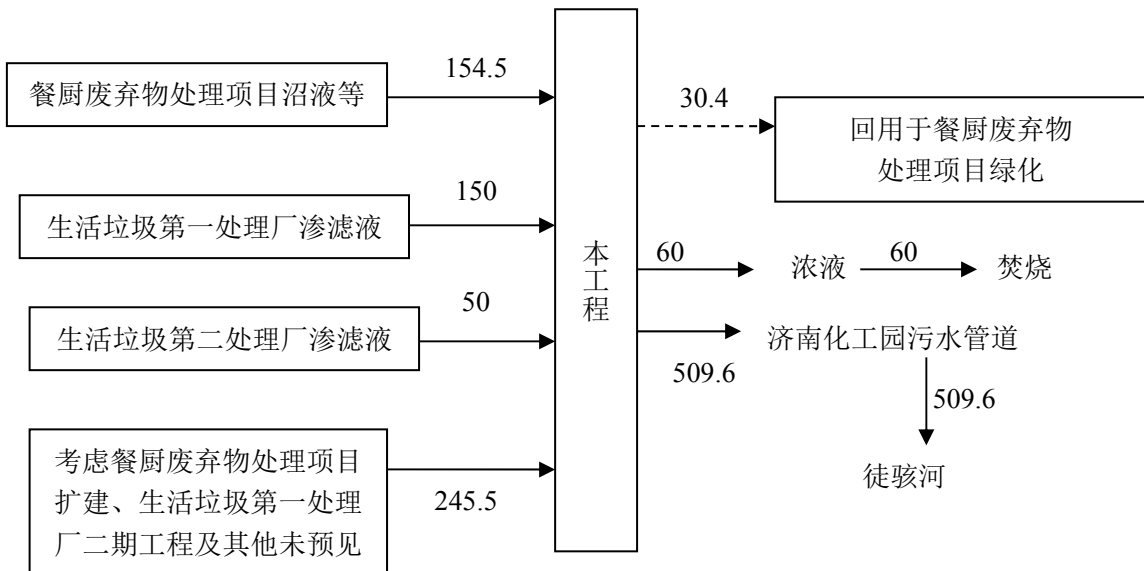 餐厨废弃物处理项目沼液等
154.5
生活垃圾第一处理厂渗滤液
150
生活垃圾第二处理厂渗滤液
50
考虑餐厨废弃物处理项目
扩建、生活垃圾第一处理
厂二期工程及其他未预见
245.5
本工程
30.4
回用于餐厨废弃物
处理项目绿化
60
浓液
60
焚烧
509.6
济南化工园污水管道
509.6
徒骇河